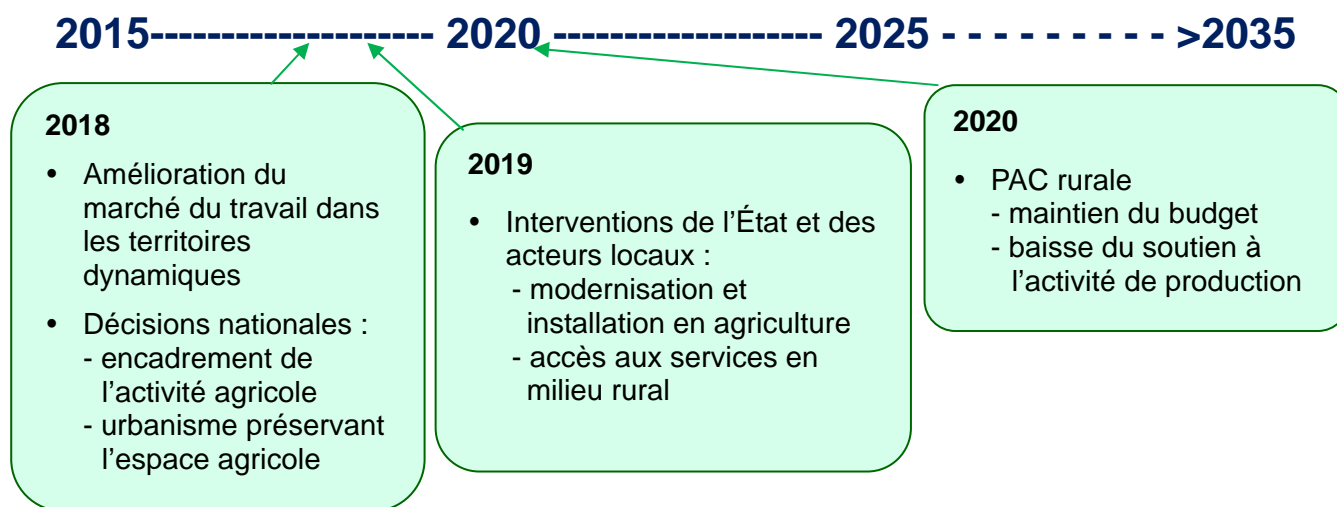 2015-------------------- 2020 ------------------- 2025 - - - - - - - - - >2035
2018
• Amélioration du
marché du travail dans
les territoires
dynamiques
• Décisions nationales :
- encadrement de
l’activité agricole
- urbanisme préservant
l’espace agricole
2019
• Interventions de l’État et des
acteurs locaux :
- modernisation et
installation en agriculture
- accès aux services en
milieu rural
2020
• PAC rurale
- maintien du budget
- baisse du soutien à
l’activité de production